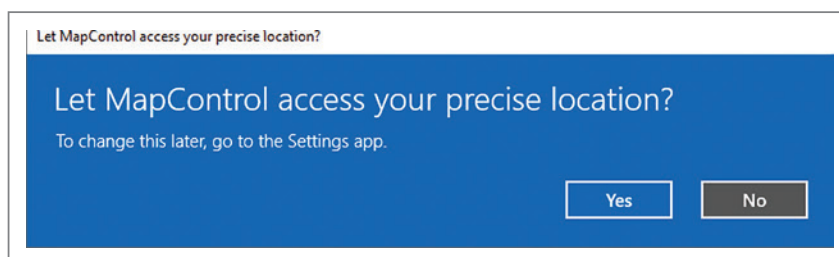 Let MapControl access your precise location?
Let MapControl access your precise location?
To change this later, go to the Settings app.
Yes No